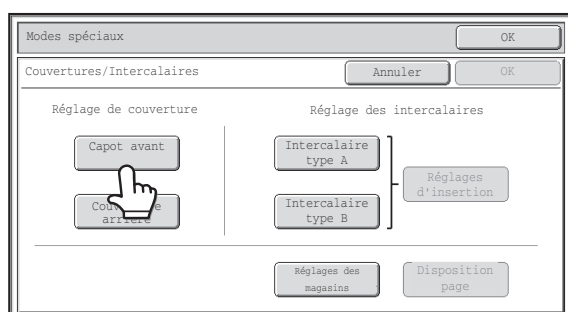 Modes spéciaux
OK
Couvertures/Intercalaires
Annuler
OK
Réglage de couverture
Réglage des intercalaires
Capot avant
Intercalaire
type A
Réglages
d'insertion
arrière
Intercalaire
type B
Réglages des
magasins
Disposition
page